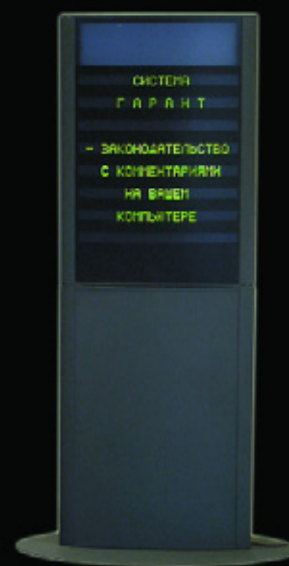 СИСТЕМА
ГАРАНТ
- ЗАКОНОДАТЕЛЬСТВО
С КОММЕНТАРИЯМИ
НА ВАШЕМ
КОМПЬЮТЕРЕ